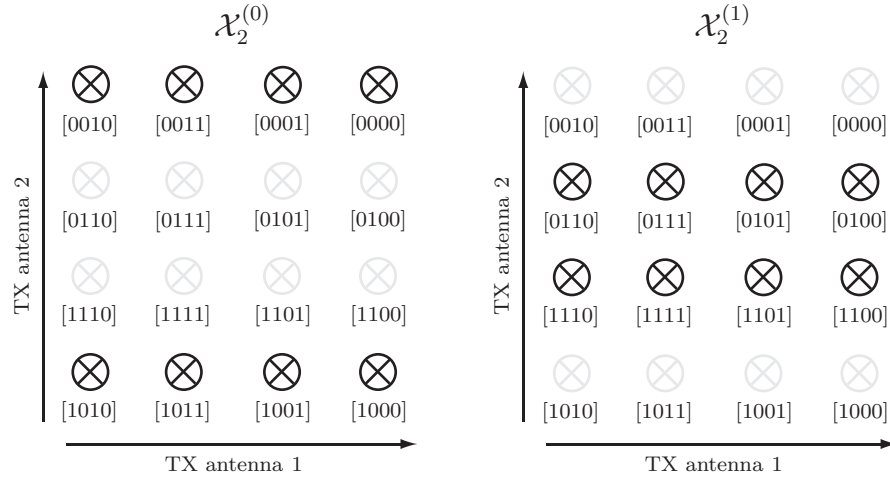 𝒳₂⁽⁰⁾
[0010] [0011] [0001] [0000]
[0110] [0111] [0101] [0100]
[1110] [1111] [1101] [1100]
[1010] [1011] [1001] [1000]
TX antenna 2
TX antenna 1
𝒳₂⁽¹⁾
[0010] [0011] [0001] [0000]
[0110] [0111] [0101] [0100]
[1110] [1111] [1101] [1100]
[1010] [1011] [1001] [1000]
TX antenna 2
TX antenna 1